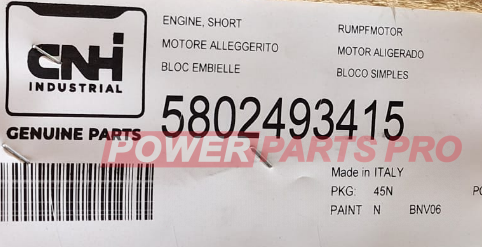 CNH
INDUSTRIAL
GENUINE PARTS
ENGINE, SHORT
MOTORE ALLEGGERITO
BLOC EMBIELLE
RUMPFMOTOR
MOTOR ALIGERADO
BLOCO SIMPLES
5802493415
POWER PARTS PRO
Made in ITALY
PKG: 45N
PAINT N BNV06